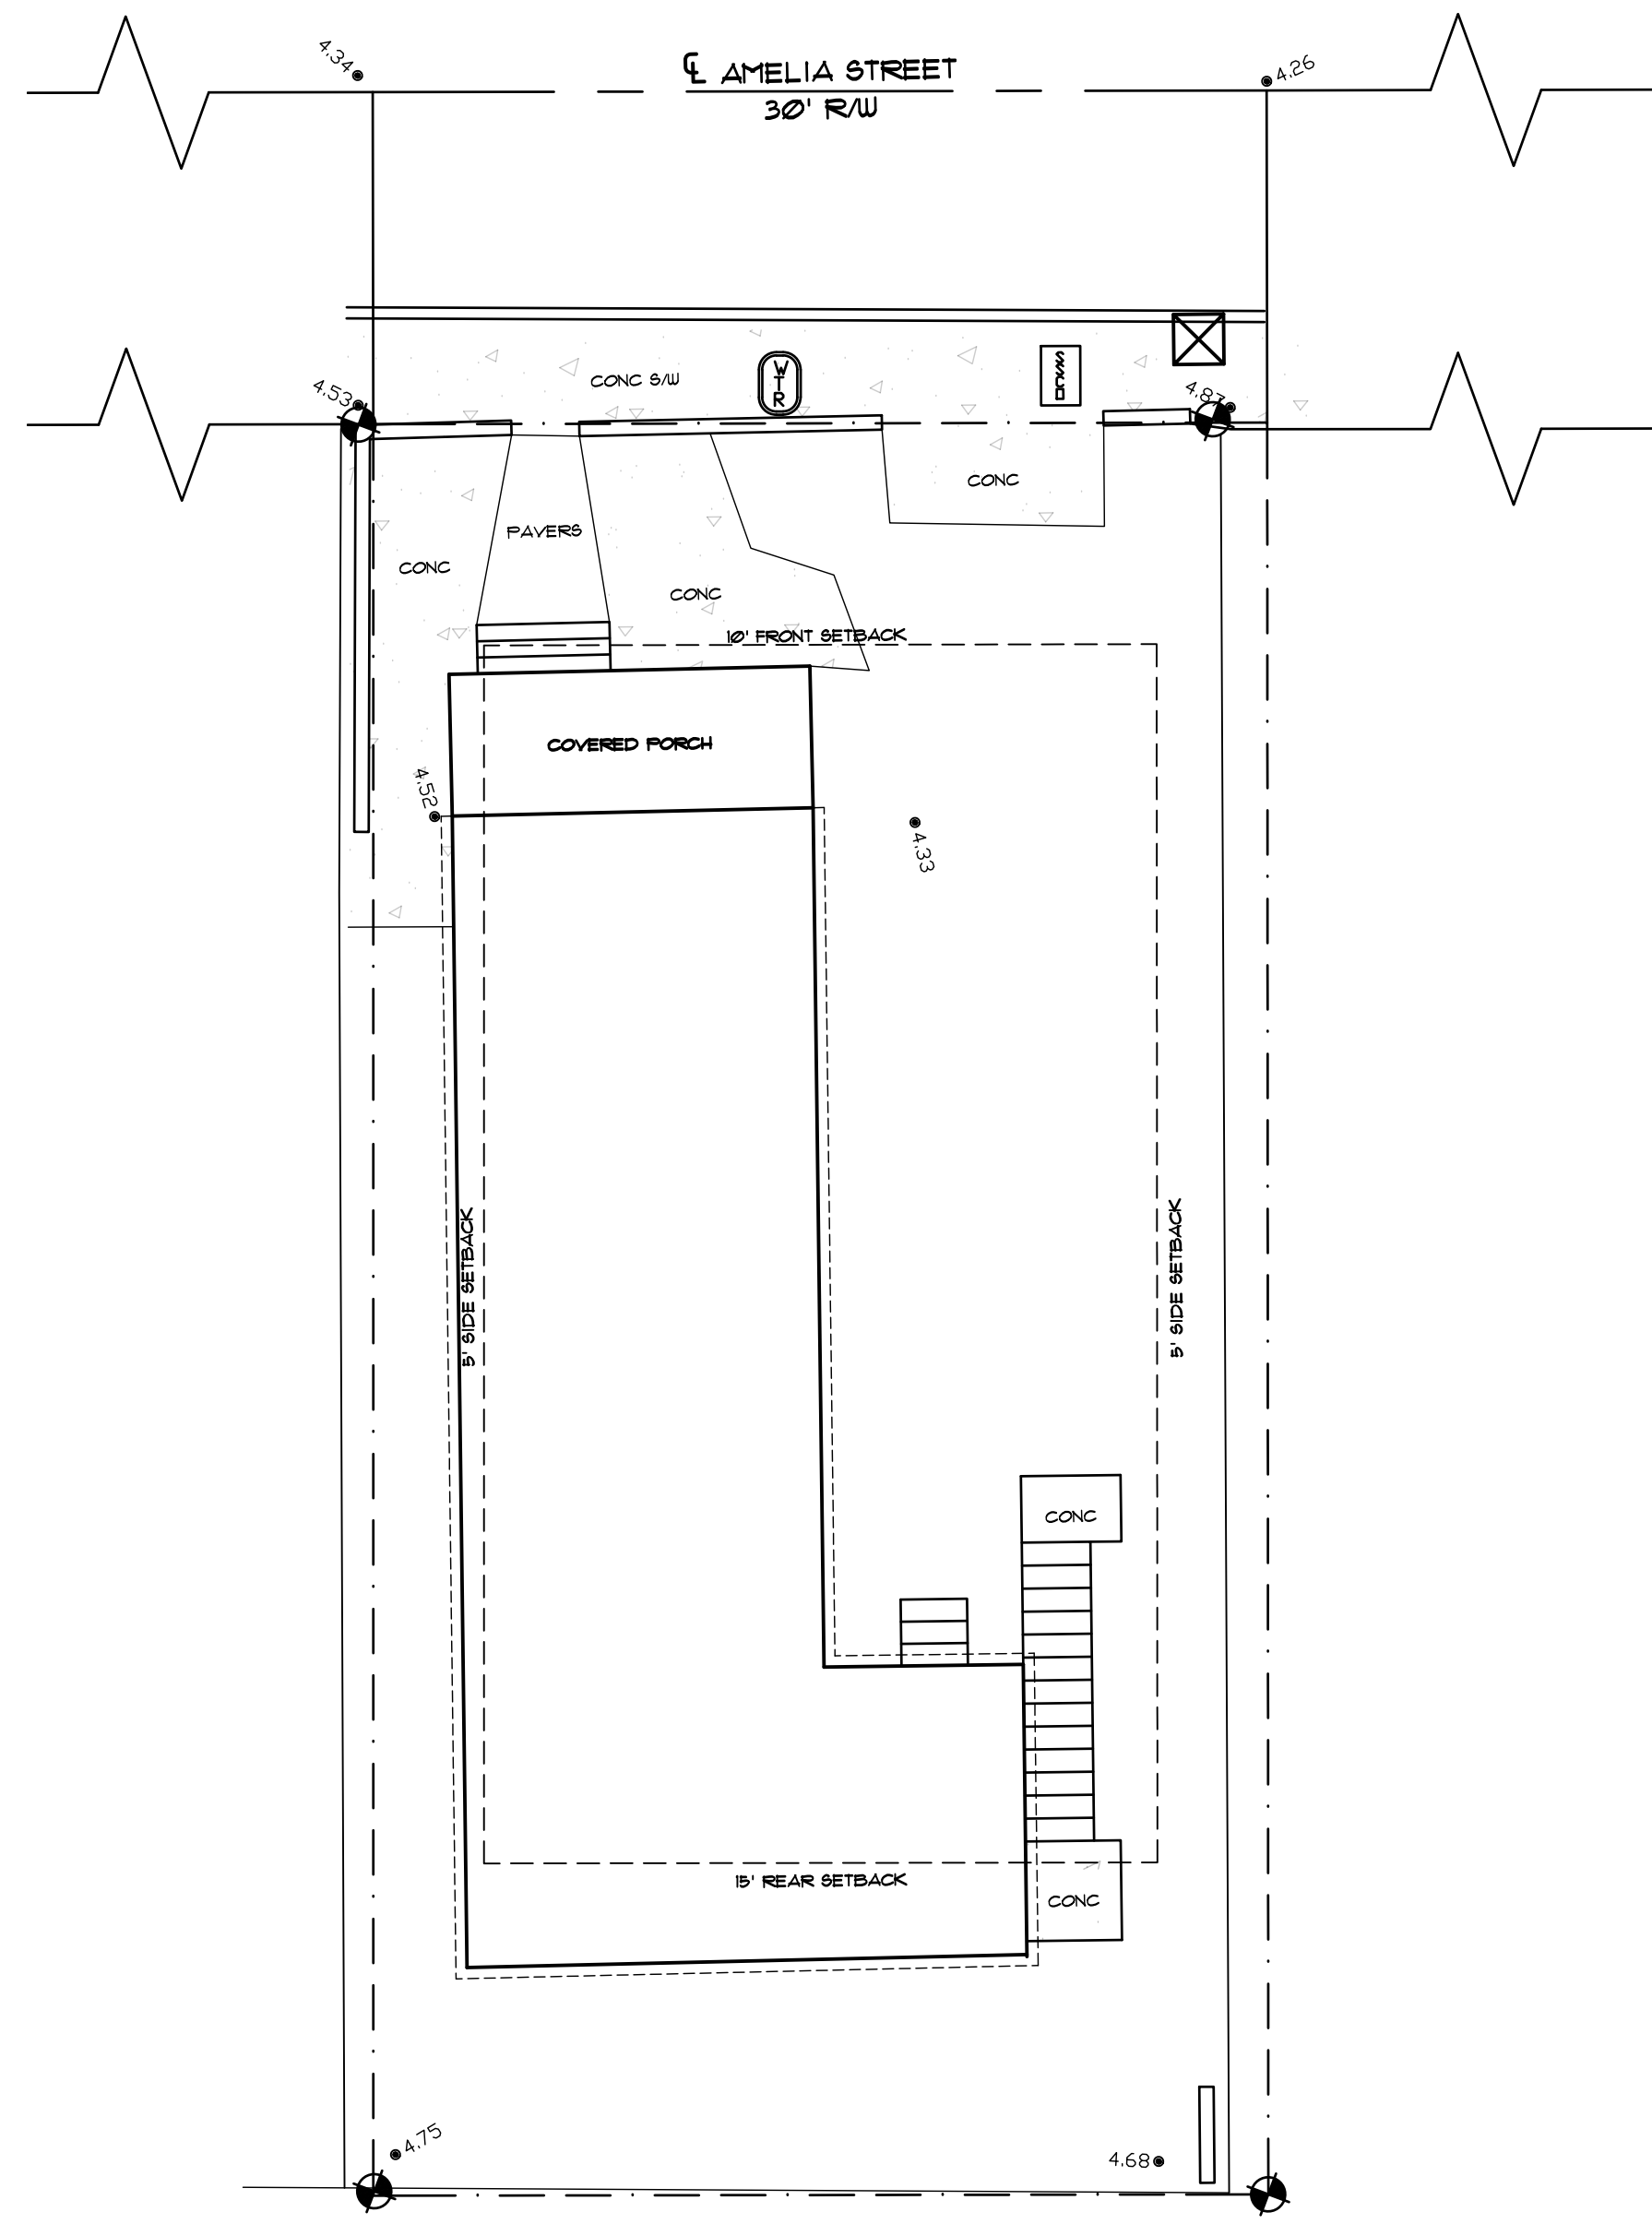 4.34
℄ AMELIA STREET
4.26
30' R/W
CONC S/W
WTR
4.53
4.87
CONC
PAVERS
CONC
CONC
10' FRONT SETBACK
COVERED PORCH
4.52
4.33
5' SIDE SETBACK
5' SIDE SETBACK
CONC
15' REAR SETBACK
CONC
4.75
4.68